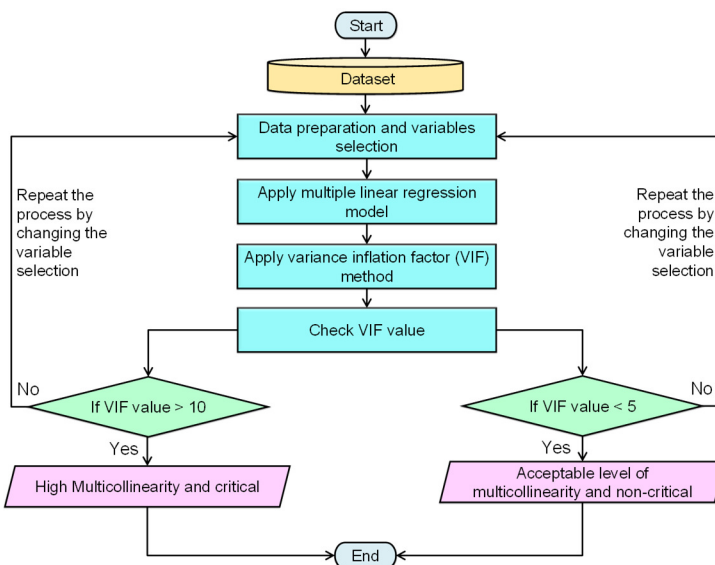 Start
Dataset
Data preparation and variables
selection
Repeat the
process by
changing the
variable
selection
Repeat the
process by
changing the
variable
selection
Apply multiple linear regression
model
Apply variance inflation factor (VIF)
method
Check VIF value
No
If VIF value > 10
Yes
If VIF value < 5
No
Yes
High Multicollinearity and critical
Acceptable level of
multicollinearity and non-critical
End